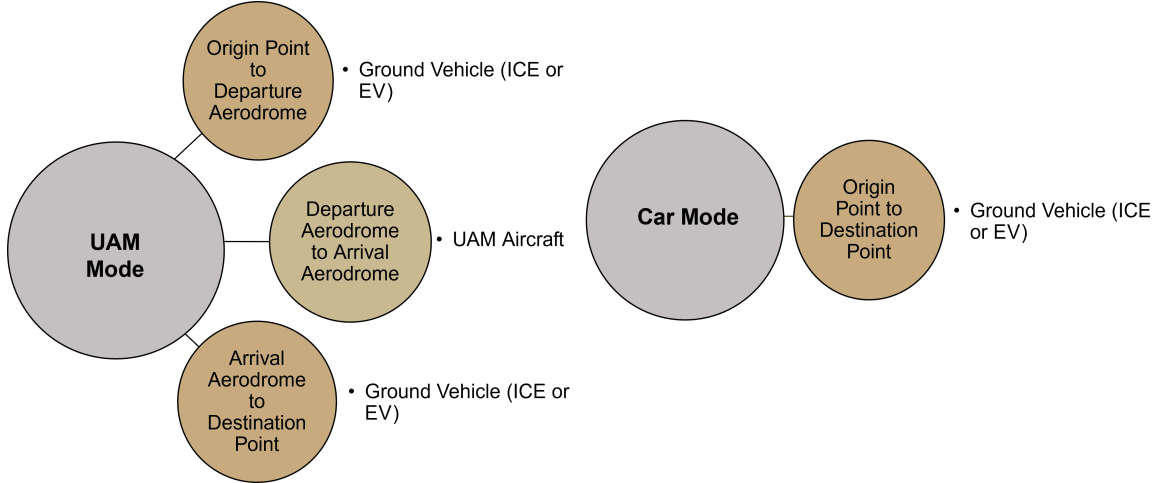 Origin Point
to
Departure
Aerodrome
• Ground Vehicle (ICE or
EV)
UAM
Mode
Departure
Aerodrome
to Arrival
Aerodrome
• UAM Aircraft
Arrival
Aerodrome
to
Destination
Point
• Ground Vehicle (ICE or
EV)
Car Mode
Origin
Point to
Destination
Point
• Ground Vehicle (ICE
or EV)